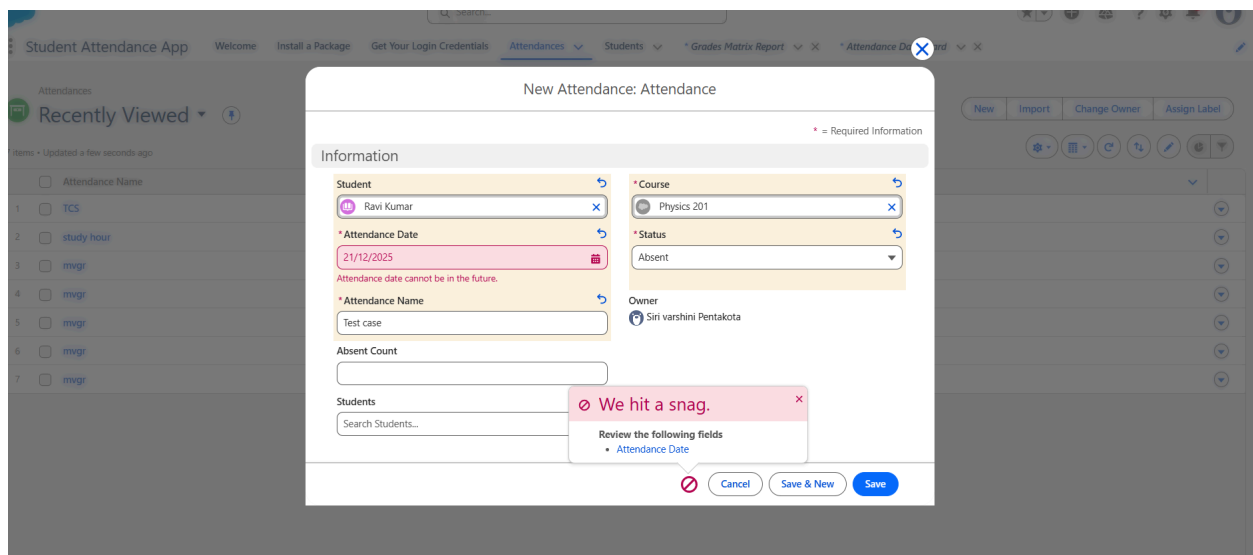 Search...
Student Attendance App Welcome Install a Package Get Your Login Credentials Attendances Students * Grades Matrix Report * Attendance Da ard
Attendances
Recently Viewed
New Import Change Owner Assign Label
items • Updated a few seconds ago
Attendance Name
1 TCS
2 study hour
3 mvgr
4 mvgr
5 mvgr
6 mvgr
7 mvgr
New Attendance: Attendance
* = Required Information
Information
Student
Ravi Kumar
*Course
Physics 201
*Attendance Date
21/12/2025
Attendance date cannot be in the future.
*Status
Absent
*Attendance Name
Test case
Owner
Siri varshini Pentakota
Absent Count
Students
Search Students...
We hit a snag.
Review the following fields
• Attendance Date
Cancel Save & New Save